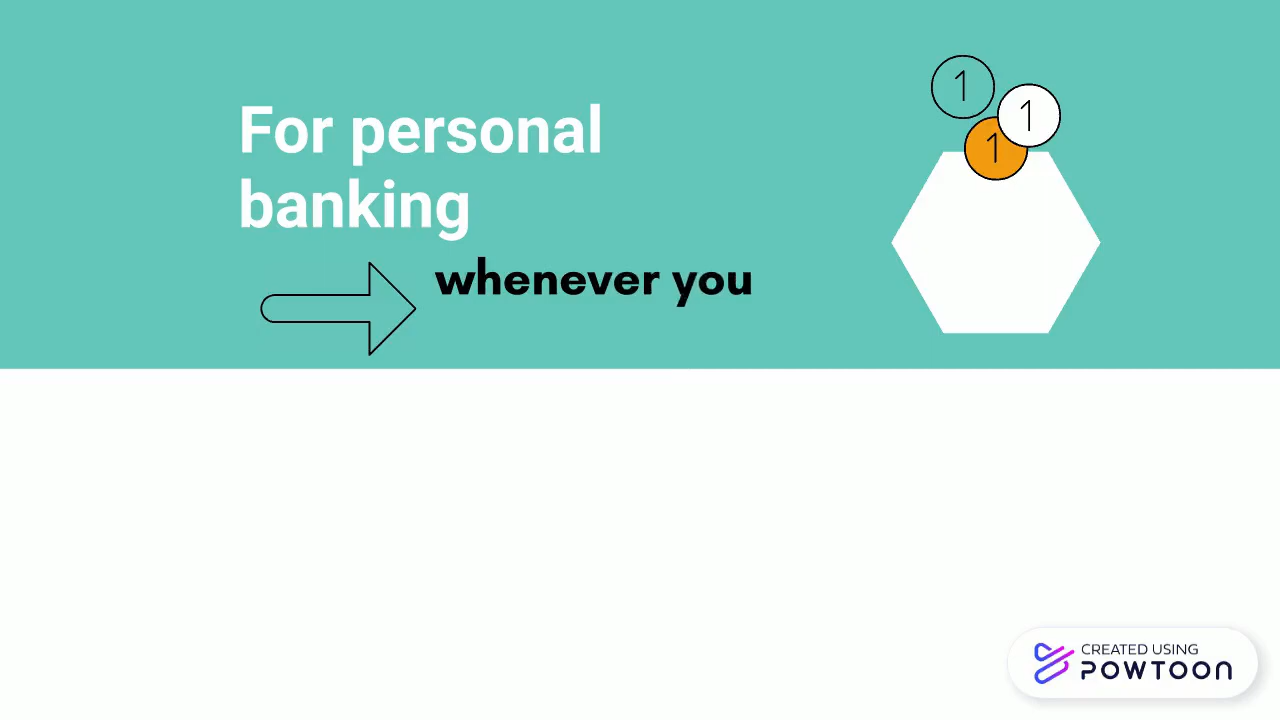 1
1
1
For personal
banking
whenever you
CREATED USING
POWTOON